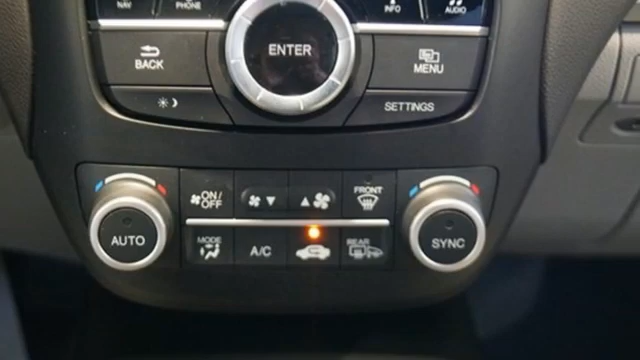 NAV PHONE INFO AUDIO
BACK ENTER MENU
SETTINGS
ON/ FRONT
OFF
AUTO MODE A/C REAR SYNC